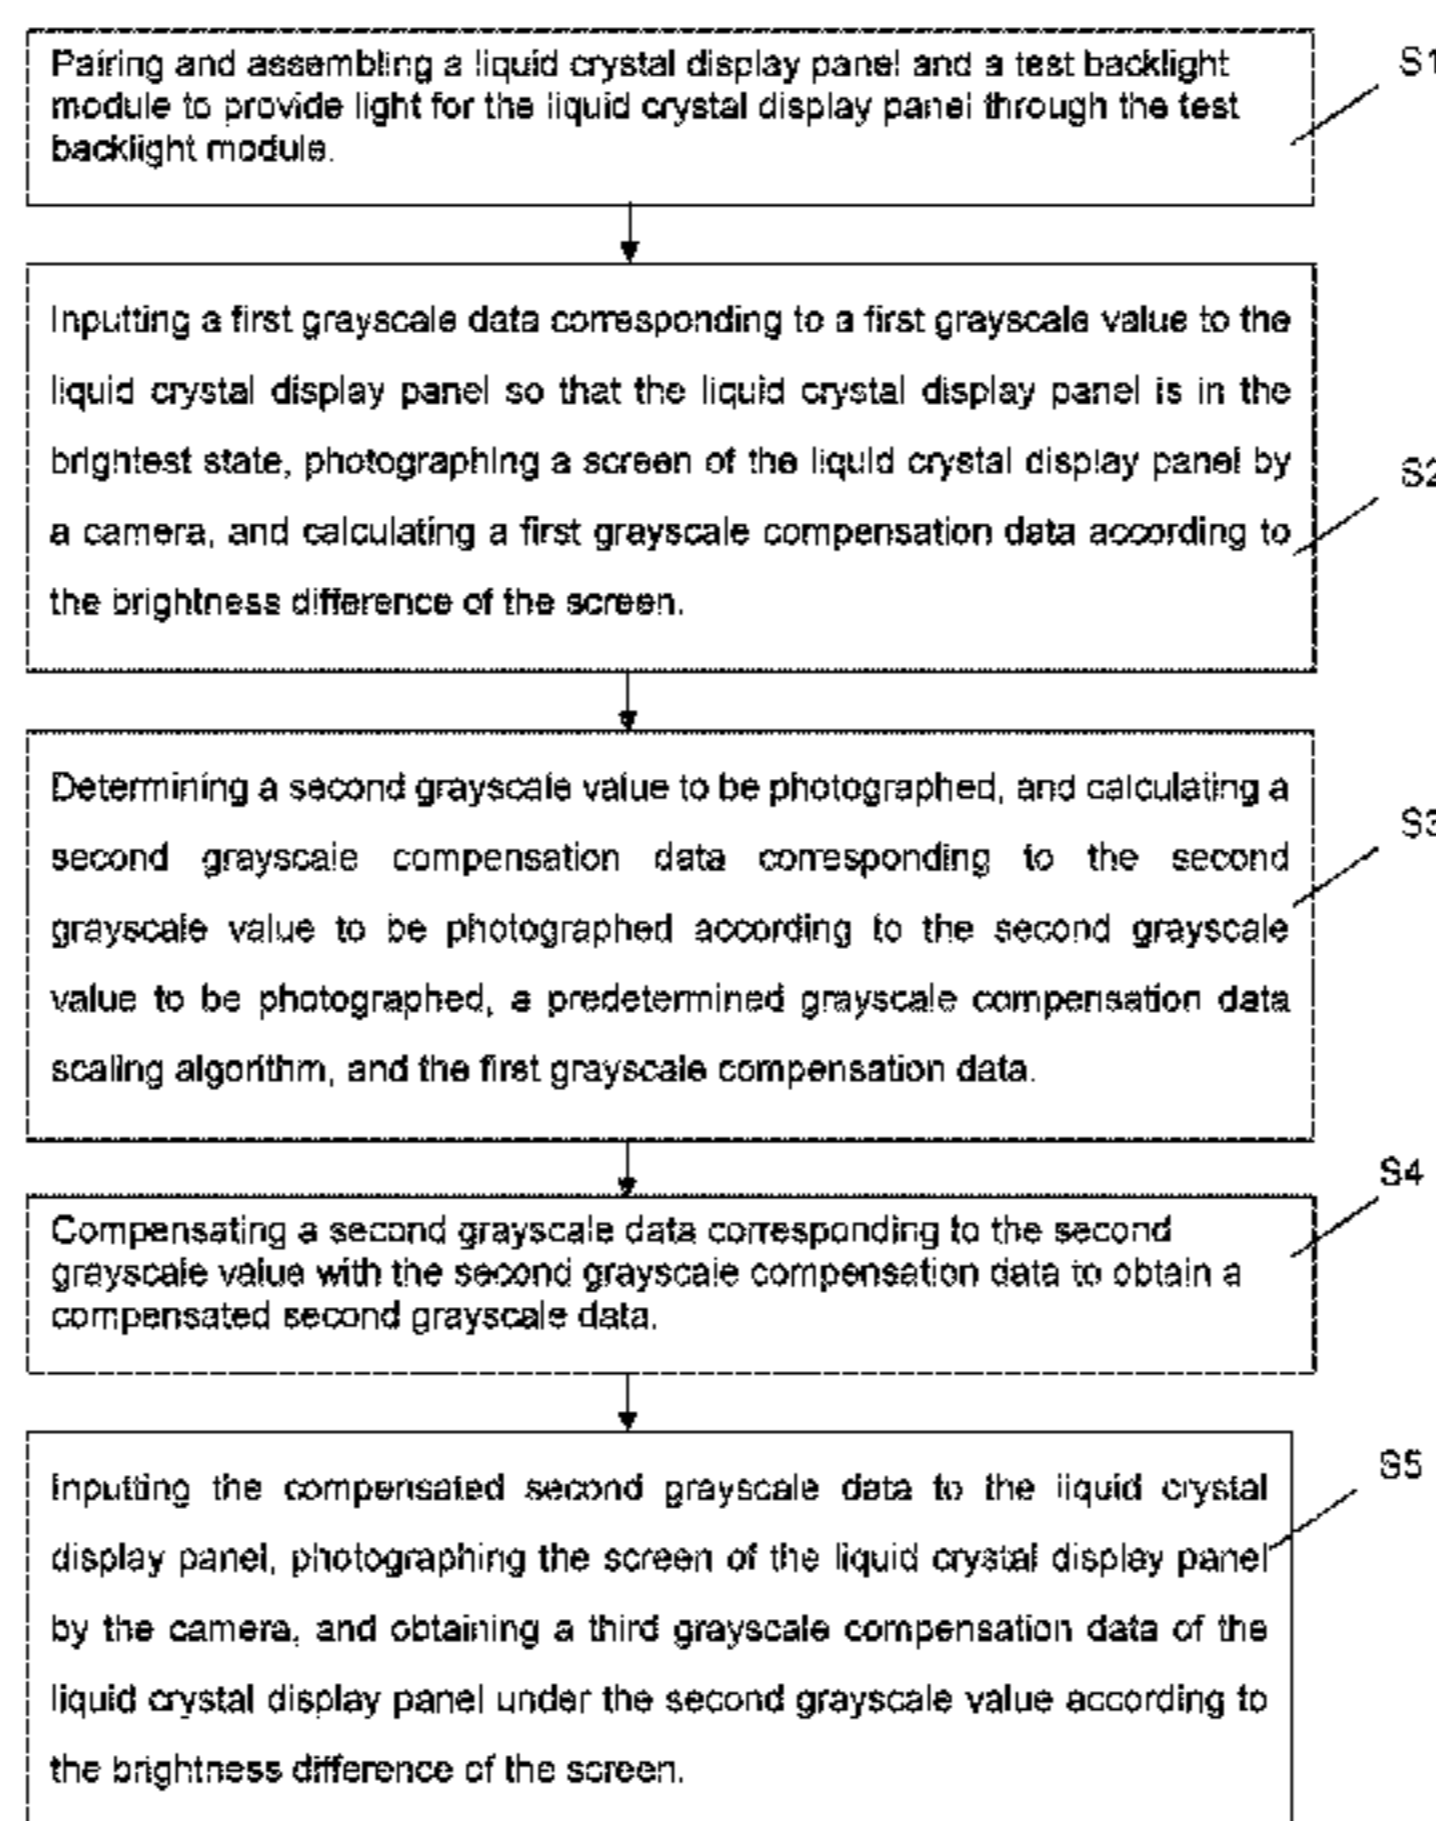 Pairing and assembling a liquid crystal display panel and a test backlight
module to provide light for the liquid crystal display panel through the test
backlight module.
S1
Inputting a first grayscale data corresponding to a first grayscale value to the
liquid crystal display panel so that the liquid crystal display panel is in the
brightest state, photographing a screen of the liquid crystal display panel by
a camera, and calculating a first grayscale compensation data according to
the brightness difference of the screen.
S2
Determining a second grayscale value to be photographed, and calculating a
second grayscale compensation data corresponding to the second
grayscale value to be photographed according to the second grayscale
value to be photographed, a predetermined grayscale compensation data
scaling algorithm, and the first grayscale compensation data.
S3
Compensating a second grayscale data corresponding to the second
grayscale value with the second grayscale compensation data to obtain a
compensated second grayscale data.
S4
Inputting the compensated second grayscale data to the liquid crystal
display panel, photographing the screen of the liquid crystal display panel
by the camera, and obtaining a third grayscale compensation data of the
liquid crystal display panel under the second grayscale value according to
the brightness difference of the screen.
S5